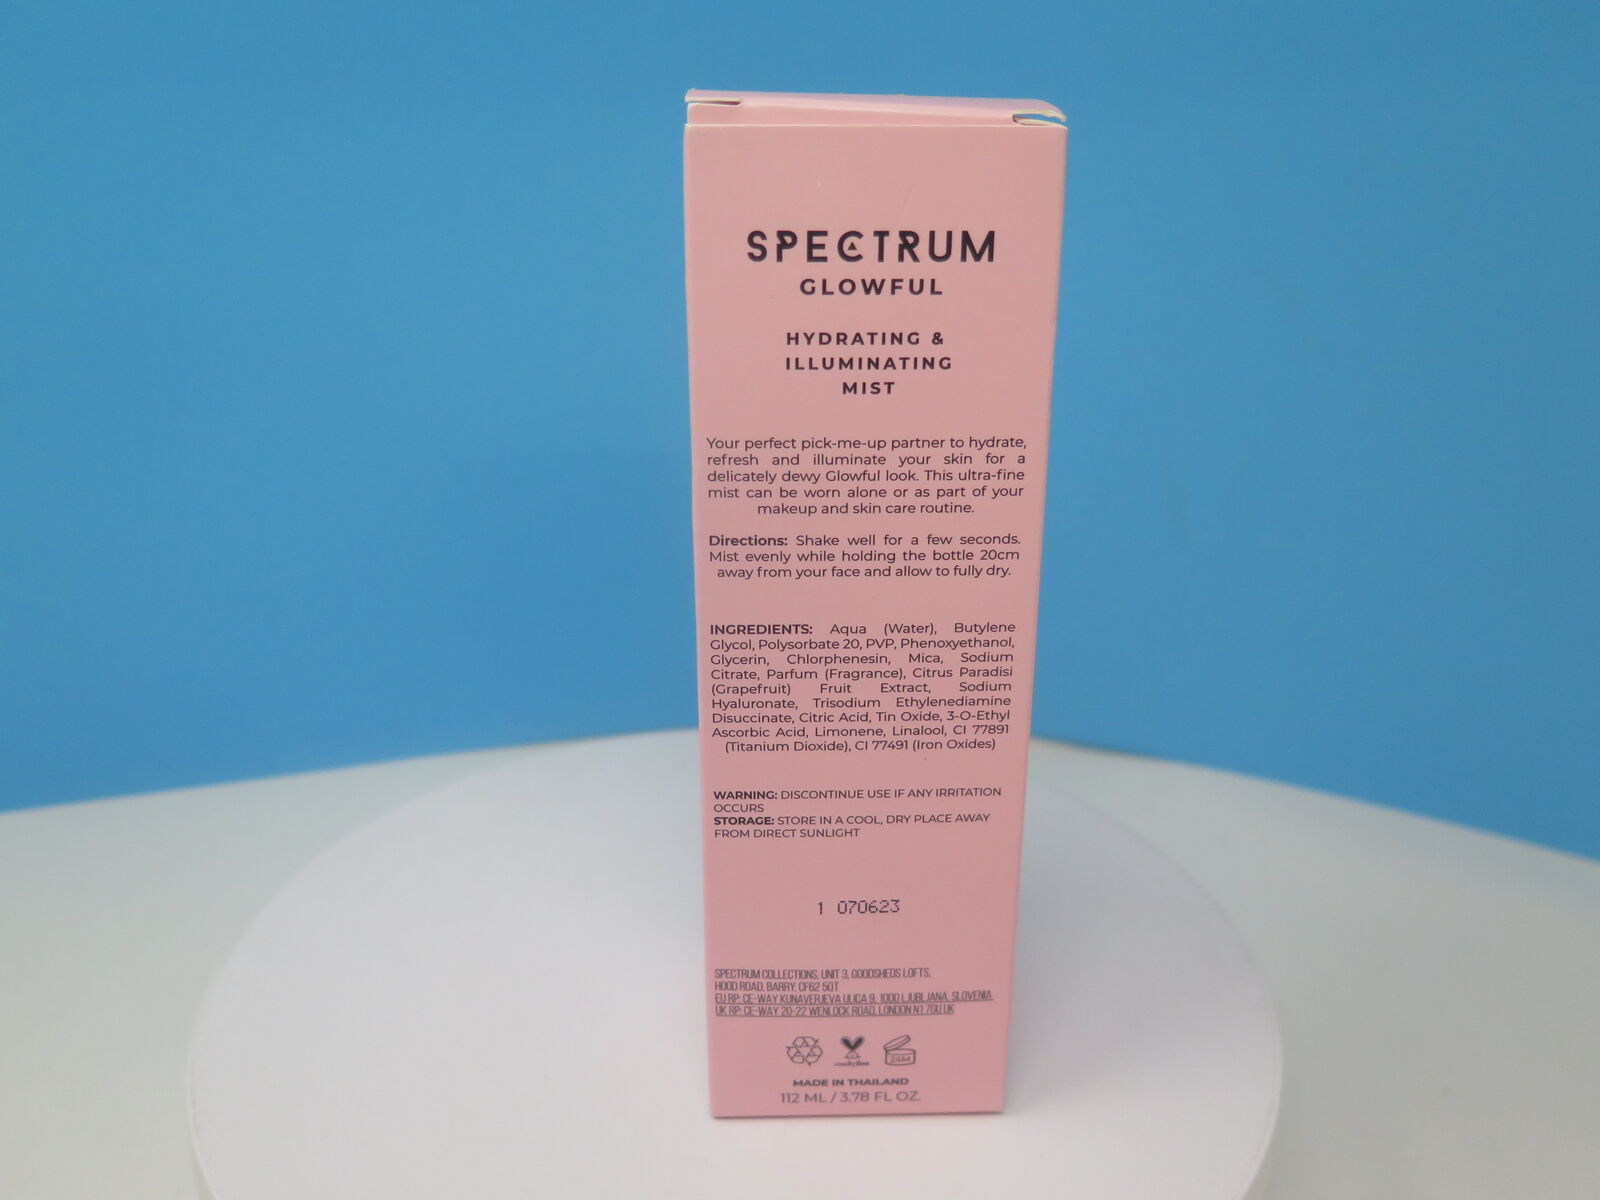 SPECTRUM
GLOWFUL
HYDRATING &
ILLUMINATING
MIST
Your perfect pick-me-up partner to hydrate,
refresh and illuminate your skin for a
delicately dewy Glowful look. This ultra-fine
mist can be worn alone or as part of your
makeup and skin care routine.
Directions: Shake well for a few seconds.
Mist evenly while holding the bottle 20cm
away from your face and allow to fully dry.
INGREDIENTS: Aqua (Water), Butylene
Glycol, Polysorbate 20, PVP, Phenoxyethanol,
Glycerin, Chlorphenesin, Mica, Sodium
Citrate, Parfum (Fragrance), Citrus Paradisi
(Grapefruit) Fruit Extract, Sodium
Hyaluronate, Trisodium Ethylenediamine
Disuccinate, Citric Acid, Tin Oxide, 3-O-Ethyl
Ascorbic Acid, Limonene, Linalool, CI 77891
(Titanium Dioxide), CI 77491 (Iron Oxides)
WARNING: DISCONTINUE USE IF ANY IRRITATION
OCCURS
STORAGE: STORE IN A COOL, DRY PLACE AWAY
FROM DIRECT SUNLIGHT
1 070623
SPECTRUM COLLECTIONS, UNIT 3, GOODSHEDS LOFTS,
HOOD ROAD, BARRY, CF62 5QT
EU RP: CE-WAY KUNAVERJEVA ULICA 9, 1000 LJUBLJANA, SLOVENIA
UK RP: CE-WAY 20-22 WENLOCK ROAD, LONDON N1 7GU UK
cruelty free
24M
MADE IN THAILAND
112 ML / 3.78 FL OZ.